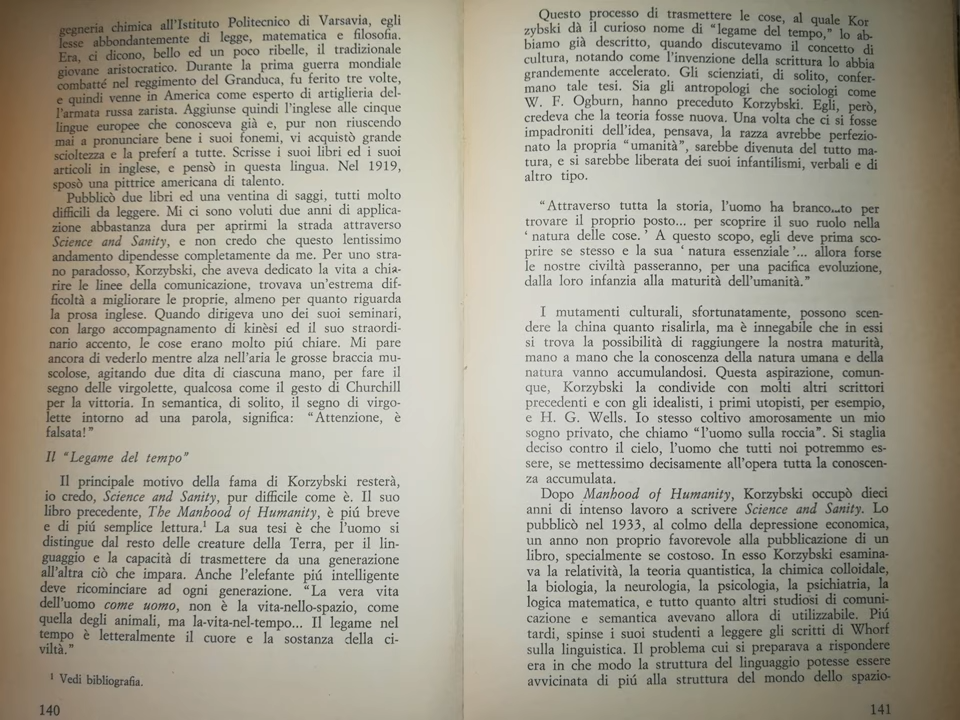 gegneria chimica all'Istituto Politecnico di Varsavia, egli
lesse abbondantemente di legge, matematica e filosofia.
Era, ci dicono, bello ed un poco ribelle, il tradizionale
giovane aristocratico. Durante la prima guerra mondiale
combatté nel reggimento del Granduca, fu ferito tre volte,
e quindi venne in America come esperto di artiglieria del-
l'armata russa zarista. Aggiunse quindi l'inglese alle cinque
lingue europee che conosceva già e, pur non riuscendo
mai a pronunciare bene i suoi fonemi, vi acquistò grande
scioltezza e la preferí a tutte. Scrisse i suoi libri ed i suoi
articoli in inglese, e pensò in questa lingua. Nel 1919,
sposò una pittrice americana di talento.
Pubblicò due libri ed una ventina di saggi, tutti molto
difficili da leggere. Mi ci sono voluti due anni di applica-
zione abbastanza dura per aprirmi la strada attraverso
Science and Sanity, e non credo che questo lentissimo
andamento dipendesse completamente da me. Per uno stra-
no paradosso, Korzybski, che aveva dedicato la vita a chia-
rire le linee della comunicazione, trovava un'estrema dif-
ficoltà a migliorare le proprie, almeno per quanto riguarda
la prosa inglese. Quando dirigeva uno dei suoi seminari,
con largo accompagnamento di kinèsi ed il suo straordi-
nario accento, le cose erano molto piú chiare. Mi pare
ancora di vederlo mentre alza nell'aria le grosse braccia mu-
scolose, agitando due dita di ciascuna mano, per fare il
segno delle virgolette, qualcosa come il gesto di Churchill
per la vittoria. In semantica, di solito, il segno di virgo-
lette intorno ad una parola, significa: "Attenzione, è
falsata!"
Il "Legame del tempo"
Il principale motivo della fama di Korzybski resterà,
io credo, Science and Sanity, pur difficile come è. Il suo
libro precedente, The Manhood of Humanity, è piú breve
e di piú semplice lettura.¹ La sua tesi è che l'uomo si
distingue dal resto delle creature della Terra, per il lin-
guaggio e la capacità di trasmettere da una generazione
all'altra ciò che impara. Anche l'elefante piú intelligente
deve ricominciare ad ogni generazione. "La vera vita
dell'uomo come uomo, non è la vita-nello-spazio, come
quella degli animali, ma la-vita-nel-tempo... Il legame nel
tempo è letteralmente il cuore e la sostanza della ci-
viltà."
¹ Vedi bibliografia.
140
Questo processo di trasmettere le cose, al quale Kor
zybski dà il curioso nome di "legame del tempo," lo ab-
biamo già descritto, quando discutevamo il concetto di
cultura, notando come l'invenzione della scrittura lo abbia
grandemente accelerato. Gli scienziati, di solito, confer-
mano tale tesi. Sia gli antropologi che sociologi come
W. F. Ogburn, hanno preceduto Korzybski. Egli, però,
credeva che la teoria fosse nuova. Una volta che ci si fosse
impadroniti dell'idea, pensava, la razza avrebbe perfezio-
nato la propria "umanità", sarebbe divenuta del tutto ma-
tura, e si sarebbe liberata dei suoi infantilismi, verbali e di
altro tipo.
"Attraverso tutta la storia, l'uomo ha branco...to per
trovare il proprio posto... per scoprire il suo ruolo nella
' natura delle cose. ' A questo scopo, egli deve prima sco-
prire se stesso e la sua ' natura essenziale '... allora forse
le nostre civiltà passeranno, per una pacifica evoluzione,
dalla loro infanzia alla maturità dell'umanità."
I mutamenti culturali, sfortunatamente, possono scen-
dere la china quanto risalirla, ma è innegabile che in essi
si trova la possibilità di raggiungere la nostra maturità,
mano a mano che la conoscenza della natura umana e della
natura vanno accumulandosi. Questa aspirazione, comun-
que, Korzybski la condivide con molti altri scrittori
precedenti e con gli idealisti, i primi utopisti, per esempio,
e H. G. Wells. Io stesso coltivo amorosamente un mio
sogno privato, che chiamo "l'uomo sulla roccia". Si staglia
deciso contro il cielo, l'uomo che tutti noi potremmo es-
sere, se mettessimo decisamente all'opera tutta la conoscen-
za accumulata.
Dopo Manhood of Humanity, Korzybski occupò dieci
anni di intenso lavoro a scrivere Science and Sanity. Lo
pubblicò nel 1933, al colmo della depressione economica,
un anno non proprio favorevole alla pubblicazione di un
libro, specialmente se costoso. In esso Korzybski esamina-
va la relatività, la teoria quantistica, la chimica colloidale,
la biologia, la neurologia, la psicologia, la psichiatria, la
logica matematica, e tutto quanto altri studiosi di comuni-
cazione e semantica avevano allora di utilizzabile. Piú
tardi, spinse i suoi studenti a leggere gli scritti di Whorf
sulla linguistica. Il problema cui si preparava a rispondere
era in che modo la struttura del linguaggio potesse essere
avvicinata di piú alla struttura del mondo dello spazio-
141